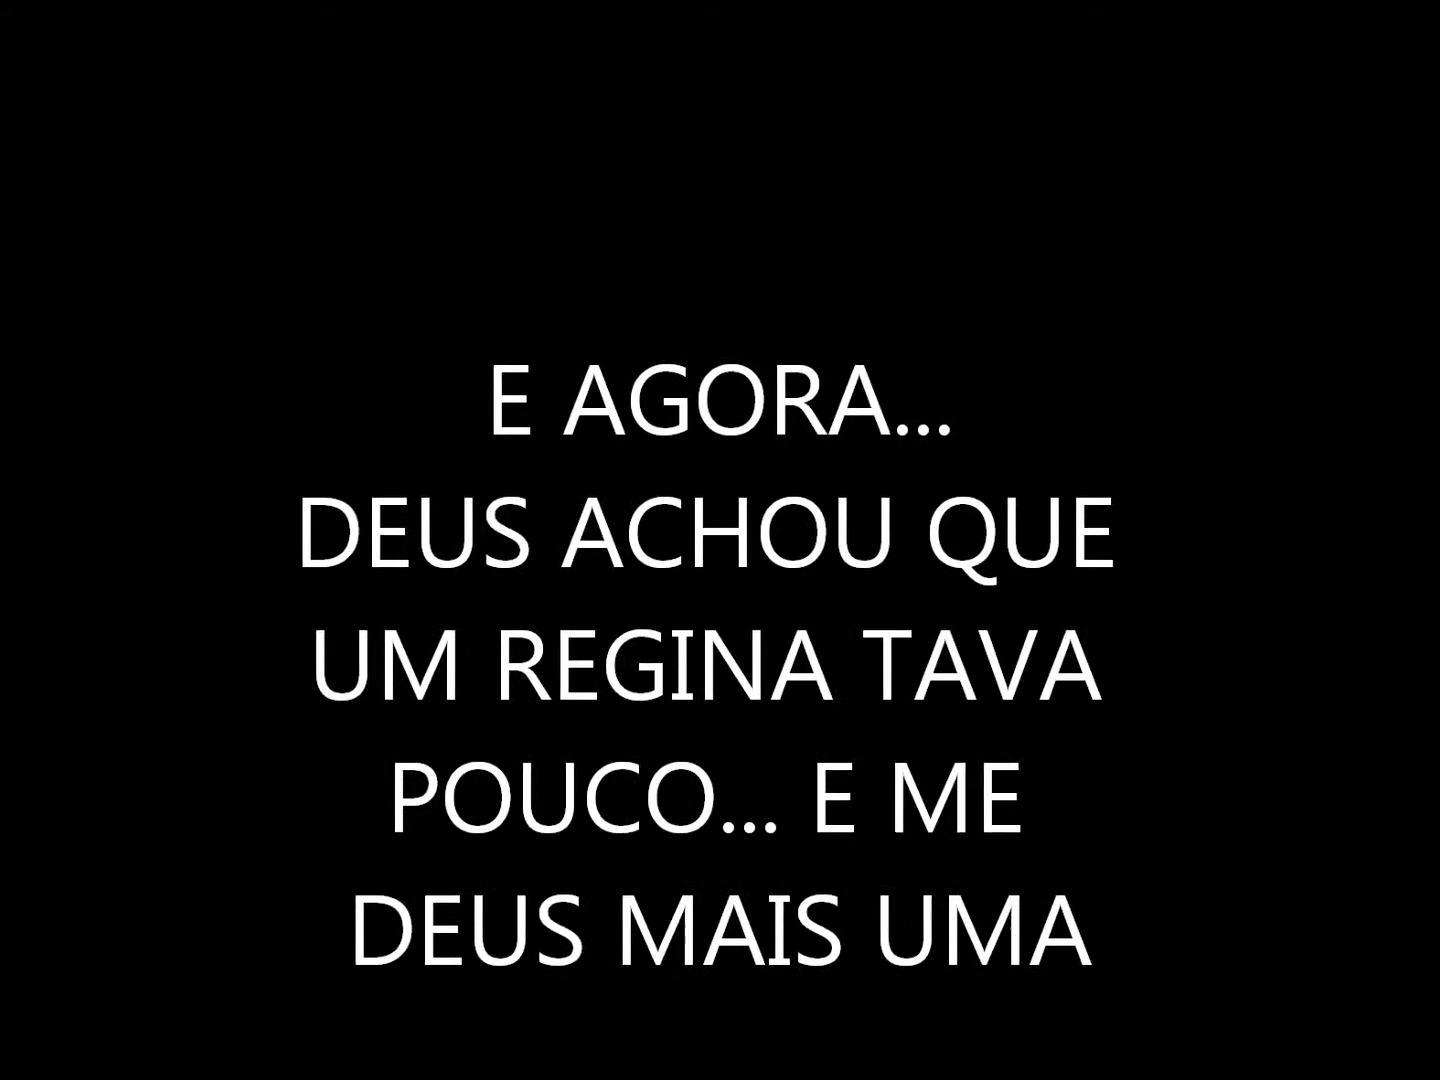 E AGORA...
DEUS ACHOU QUE
UM REGINA TAVA
POUCO... E ME
DEUS MAIS UMA